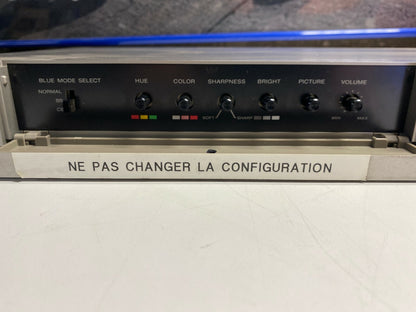 BLUE MODE SELECT HUE COLOR SHARPNESS BRIGHT PICTURE VOLUME
NORMAL
SOFT SHARP MIN MAX
NE PAS CHANGER LA CONFIGURATION